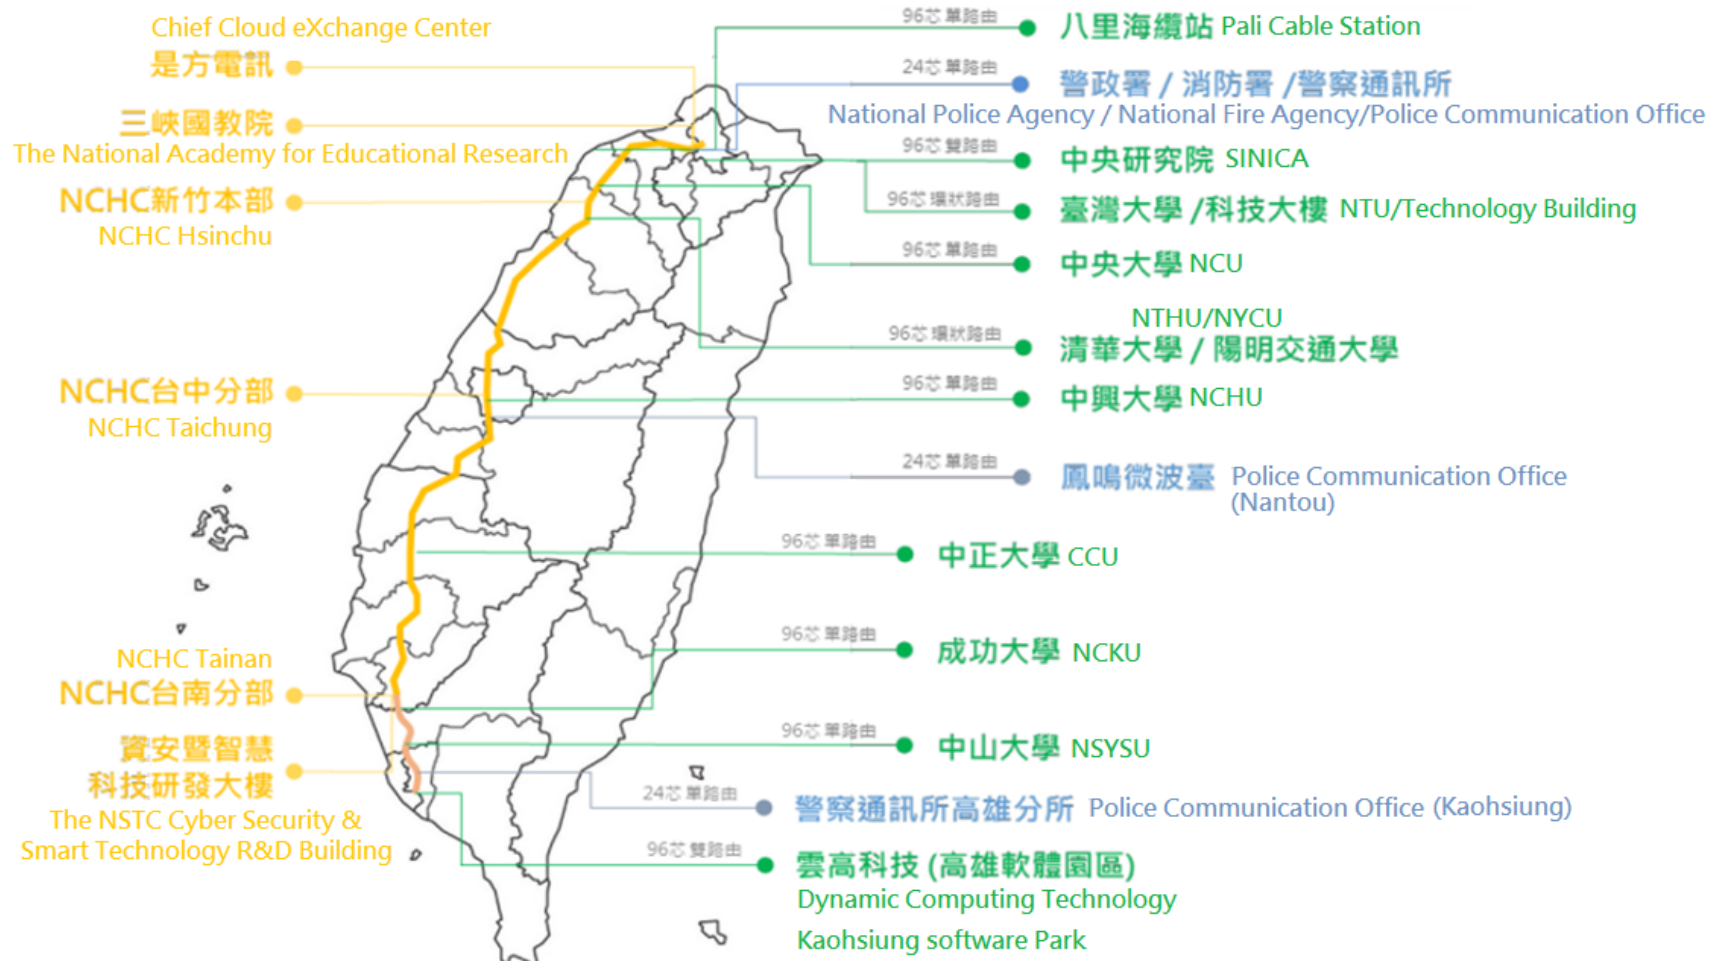 Chief Cloud eXchange Center
是方電訊
三峽國教院
The National Academy for Educational Research
NCHC新竹本部
NCHC Hsinchu
NCHC台中分部
NCHC Taichung
NCHC Tainan
NCHC台南分部
資安暨智慧
科技研發大樓
The NSTC Cyber Security &
Smart Technology R&D Building
96芯 單路由
八里海纜站 Pali Cable Station
24芯 單路由
警政署 / 消防署 /警察通訊所
National Police Agency / National Fire Agency/Police Communication Office
96芯 雙路由
中央研究院 SINICA
96芯 環狀路由
臺灣大學 /科技大樓 NTU/Technology Building
96芯 單路由
中央大學 NCU
NTHU/NYCU
96芯 環狀路由
清華大學 / 陽明交通大學
96芯 單路由
中興大學 NCHU
24芯 單路由
鳳鳴微波臺 Police Communication Office
(Nantou)
96芯 單路由
中正大學 CCU
96芯 單路由
成功大學 NCKU
96芯 單路由
中山大學 NSYSU
24芯 單路由
警察通訊所高雄分所 Police Communication Office (Kaohsiung)
96芯 雙路由
雲高科技 (高雄軟體園區)
Dynamic Computing Technology
Kaohsiung software Park